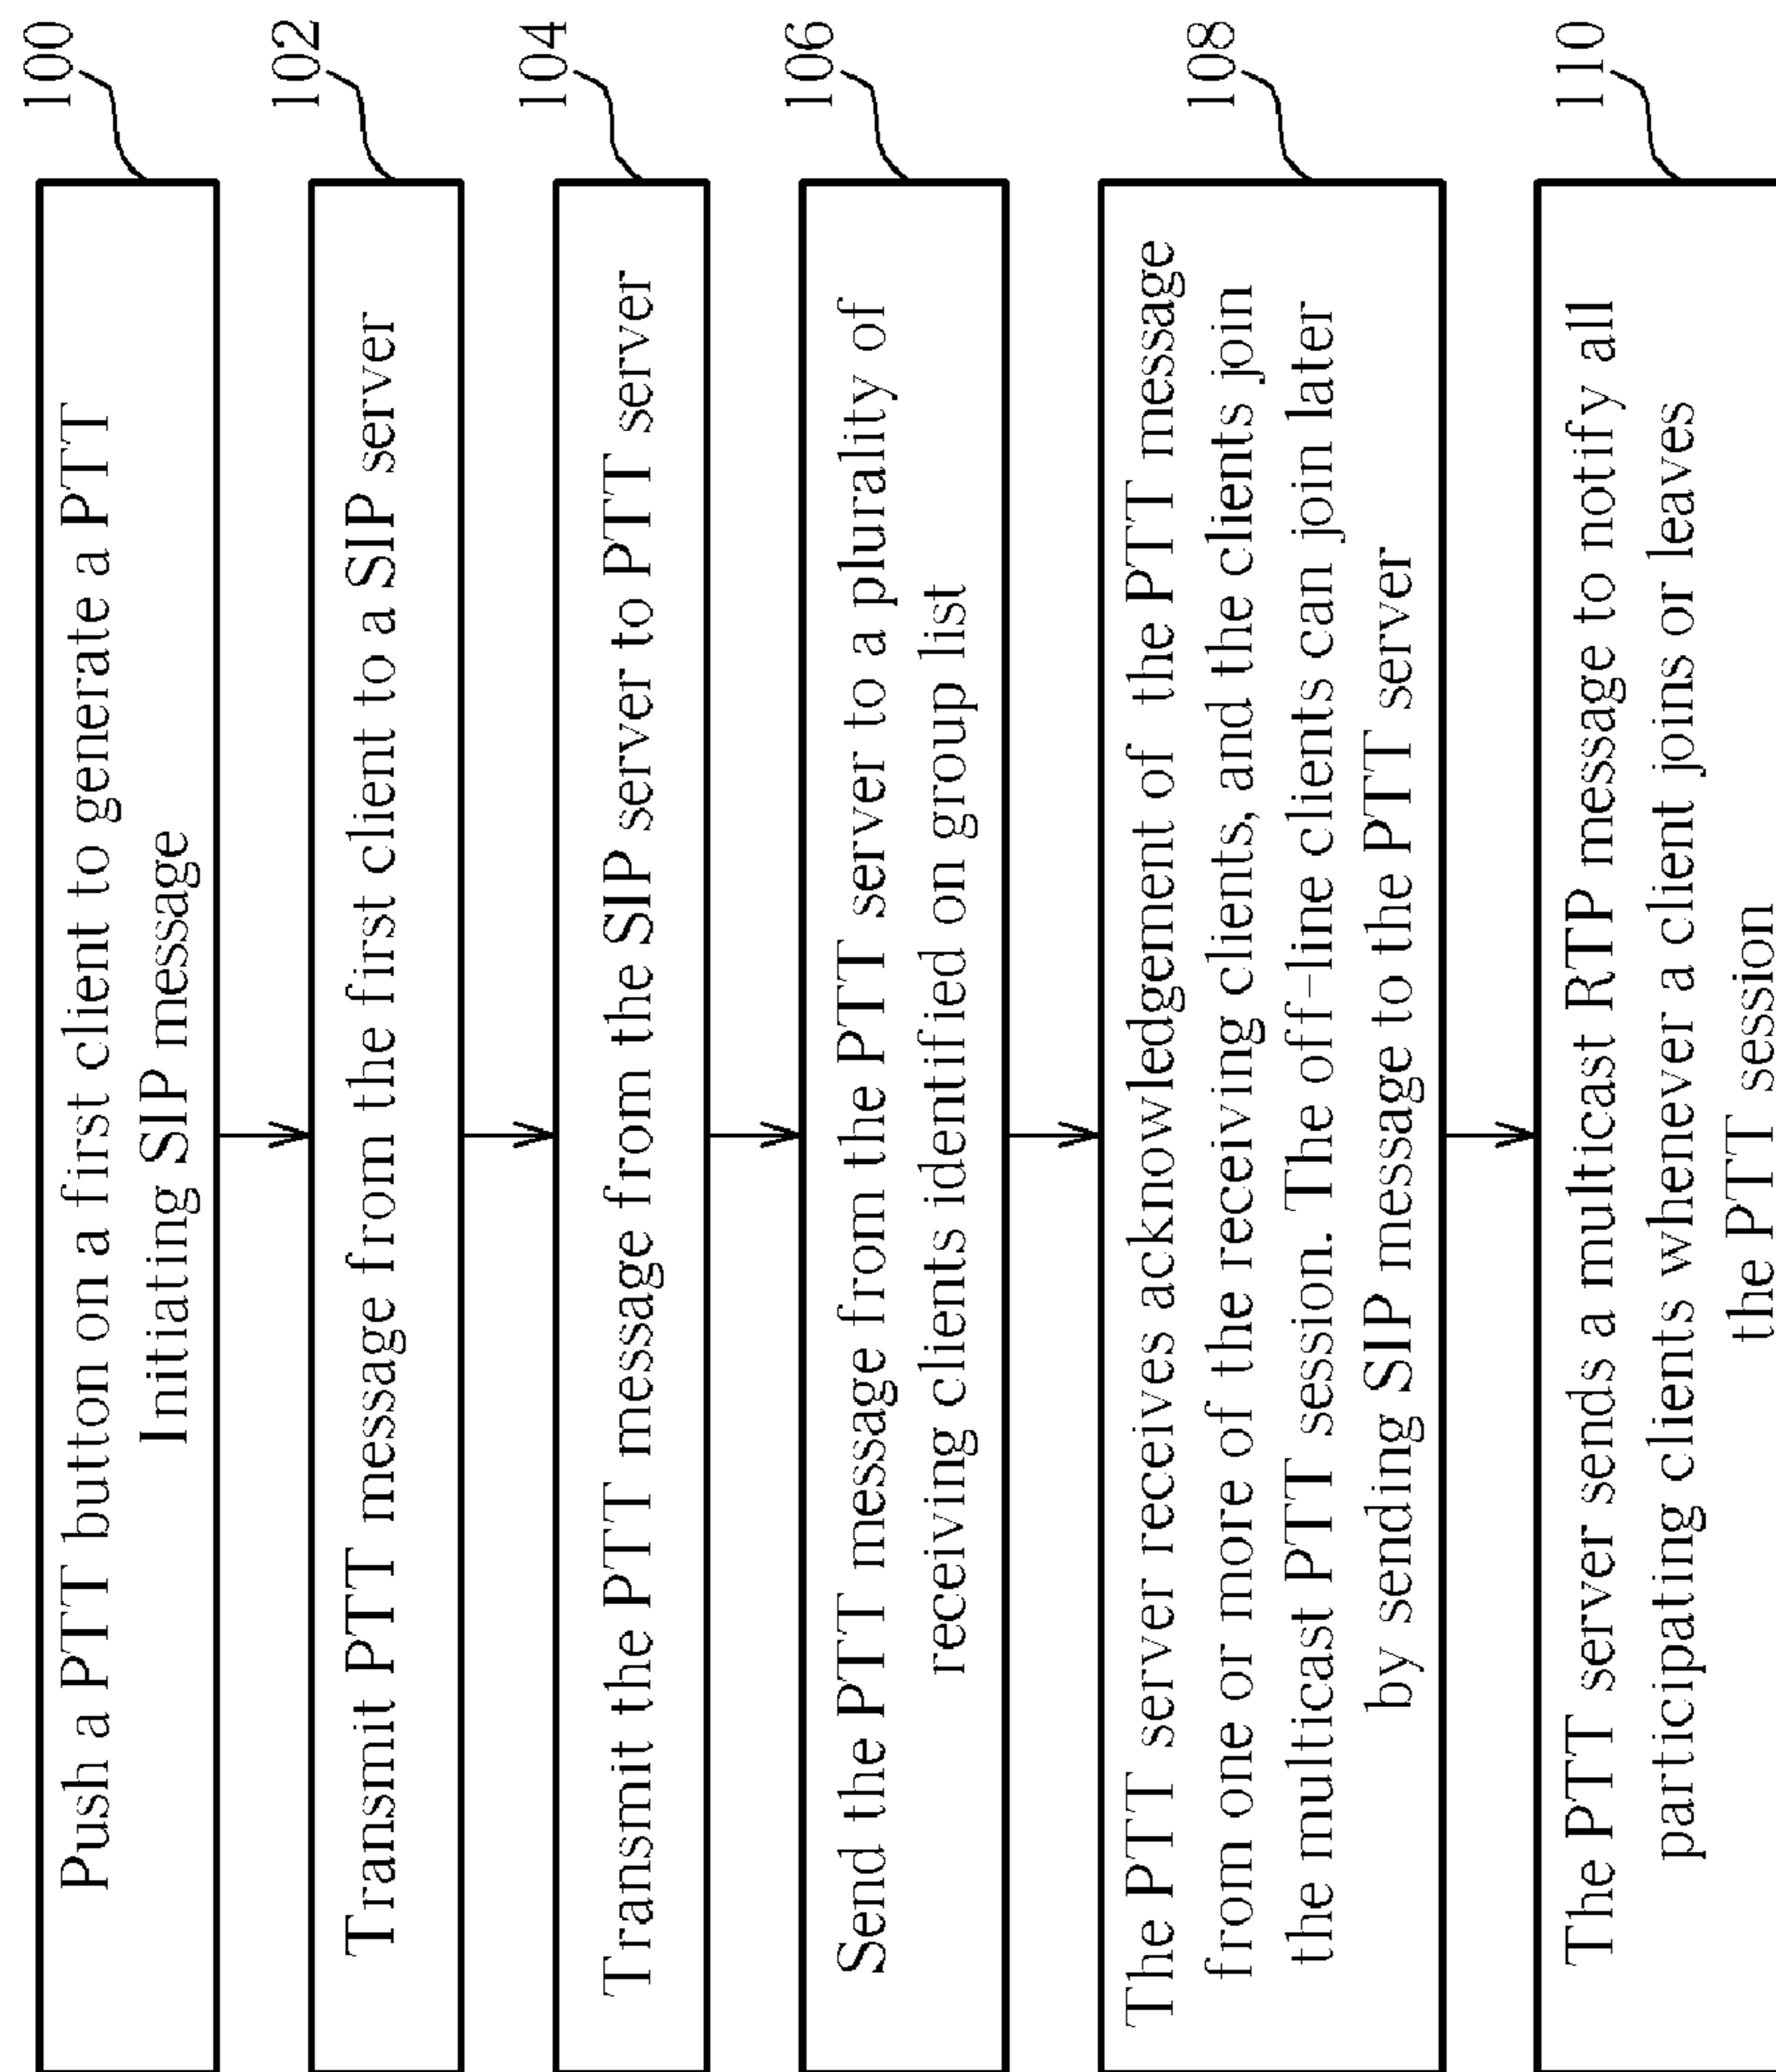 100
Push a PTT button on a first client to generate a PTT
Initiating SIP message
102
Transmit PTT message from the first client to a SIP server
104
Transmit the PTT message from the SIP server to PTT server
106
Send the PTT message from the PTT server to a plurality of
receiving clients identified on group list
108
The PTT server receives acknowledgement of the PTT message
from one or more of the receiving clients, and the clients join
the multicast PTT session. The off-line clients can join later
by sending SIP message to the PTT server
110
The PTT server sends a multicast RTP message to notify all
participating clients whenever a client joins or leaves
the PTT session